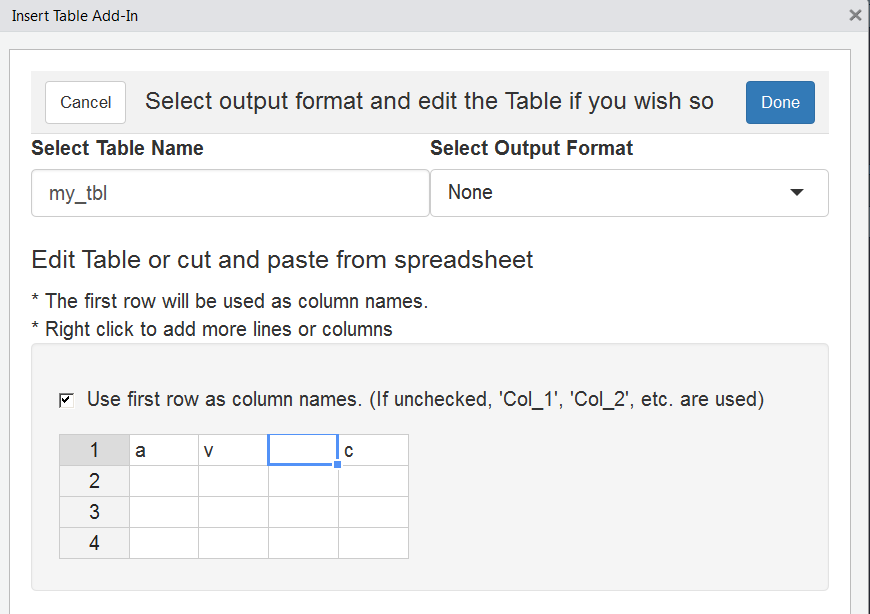 Insert Table Add-In
Cancel Select output format and edit the Table if you wish so Done
Select Table Name Select Output Format
my_tbl None
Edit Table or cut and paste from spreadsheet
* The first row will be used as column names.
* Right click to add more lines or columns
Use first row as column names. (If unchecked, 'Col_1', 'Col_2', etc. are used)
1 a v c
2
3
4